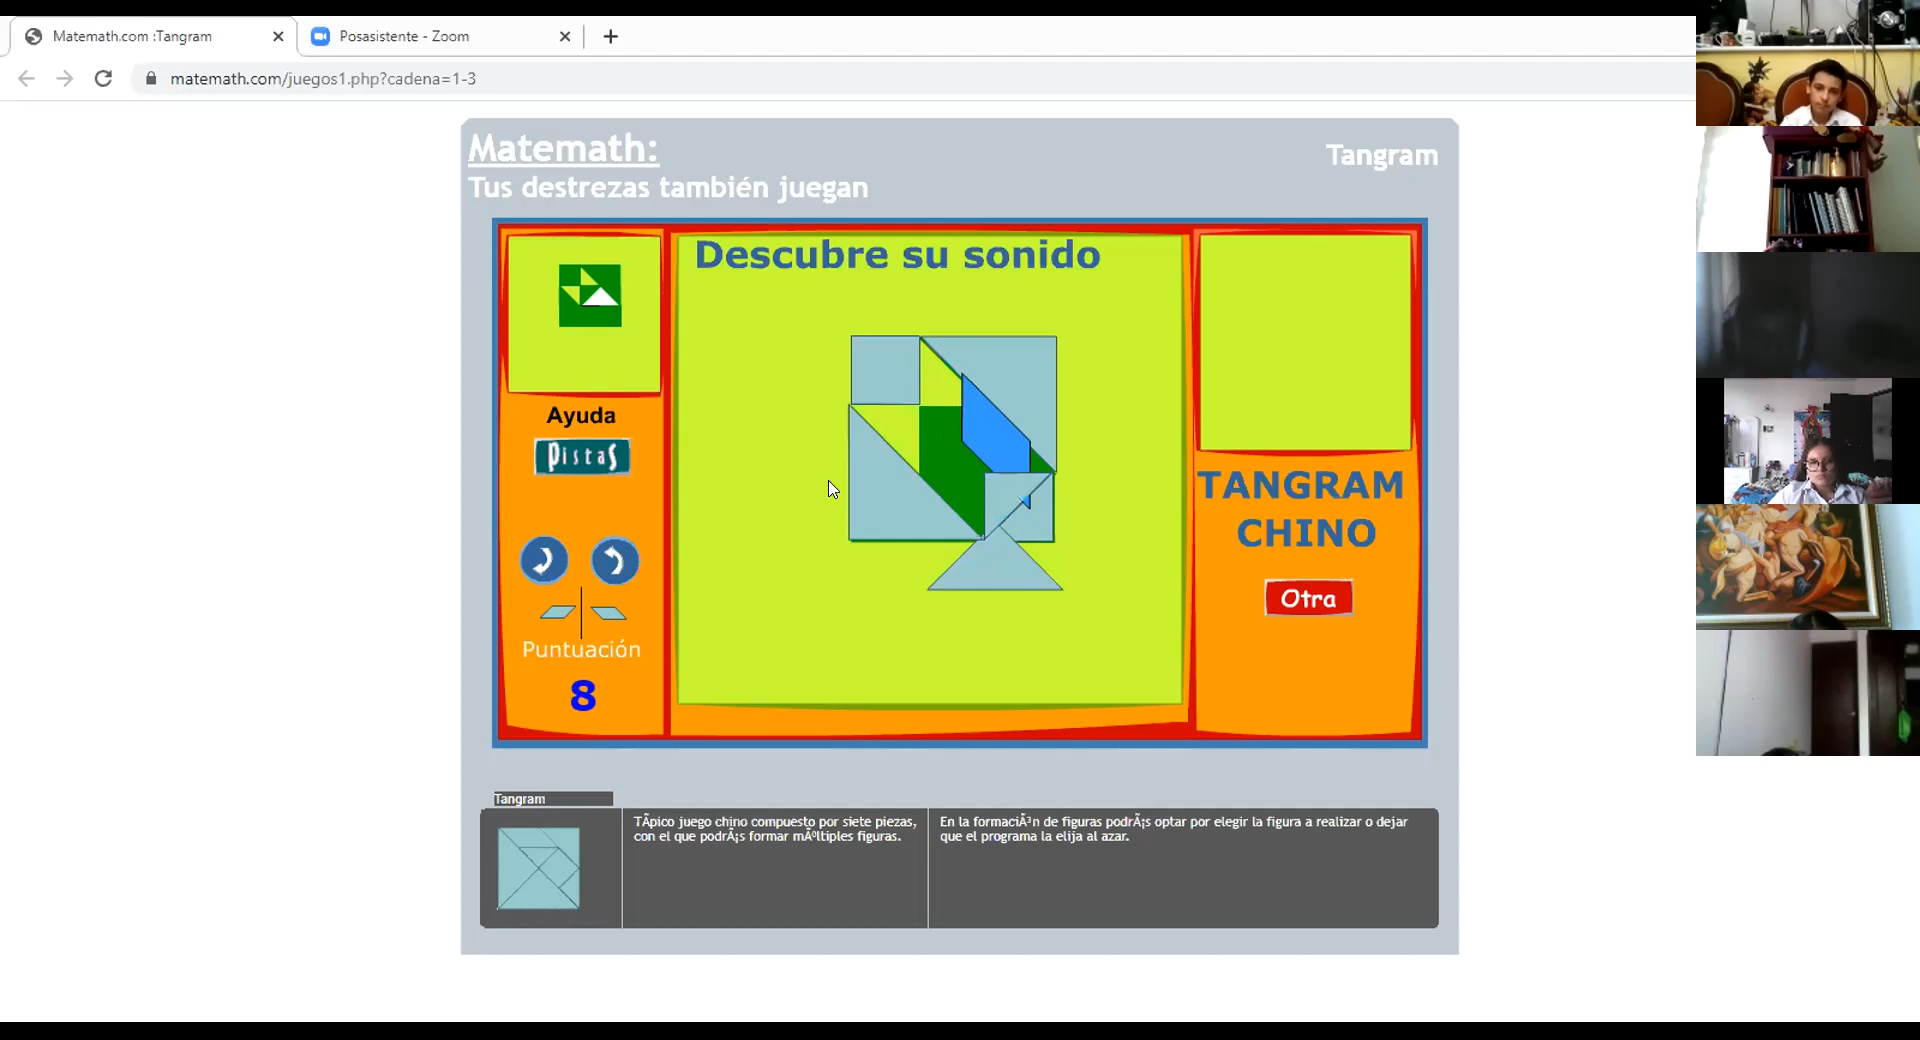 Matemath.com :Tangram
Posasistente - Zoom
matemath.com/juegos1.php?cadena=1-3
Matemath:
Tangram
Tus destrezas también juegan
Descubre su sonido
Ayuda
Pistas
TANGRAM
CHINO
Otra
Puntuación
8
Tangram
TÃpico juego chino compuesto por siete piezas,
con el que podrÃ¡s formar mÃºltiples figuras.
En la formaciÃ³n de figuras podrÃ¡s optar por elegir la figura a realizar o dejar
que el programa la elija al azar.